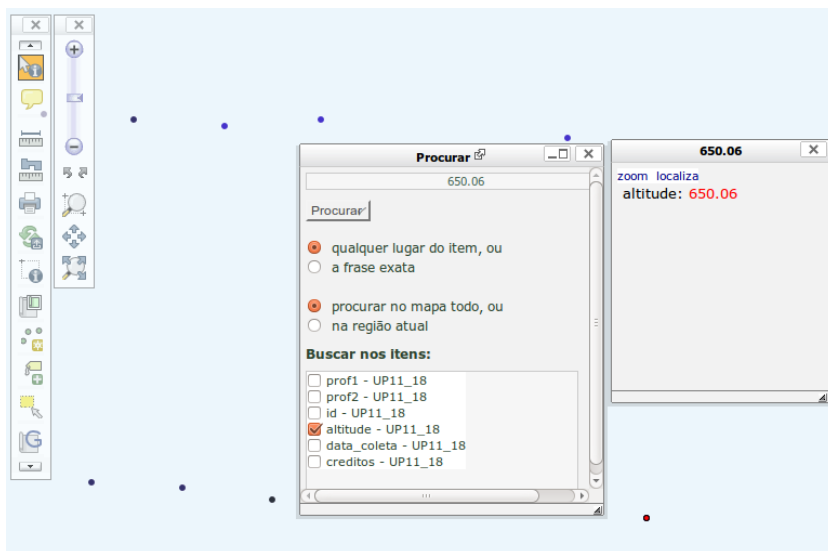 Procurar
650.06
Procurar
qualquer lugar do item, ou
a frase exata
procurar no mapa todo, ou
na região atual
Buscar nos itens:
prof1 - UP11_18
prof2 - UP11_18
id - UP11_18
altitude - UP11_18
data_coleta - UP11_18
creditos - UP11_18
650.06
zoom localiza
altitude: 650.06